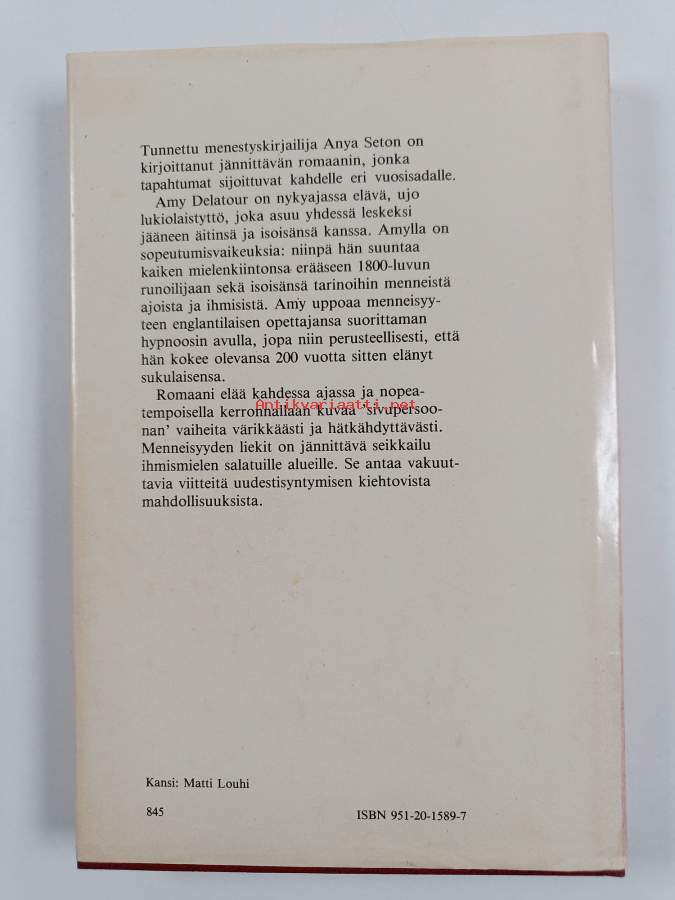 Tunnettu menestyskirjailija Anya Seton on
kirjoittanut jännittävän romaanin, jonka
tapahtumat sijoittuvat kahdelle eri vuosisadalle.
Amy Delatour on nykyajassa elävä, ujo
lukiolaistyttö, joka asuu yhdessä leskeksi
jääneen äitinsä ja isoisänsä kanssa. Amylla on
sopeutumisvaikeuksia: niinpä hän suuntaa
kaiken mielenkiintonsa erääseen 1800-luvun
runoilijaan sekä isoisänsä tarinoihin menneistä
ajoista ja ihmisistä. Amy uppoaa menneisyy-
teen englantilaisen opettajansa suorittaman
hypnoosin avulla, jopa niin perusteellisesti, että
hän kokee olevansa 200 vuotta sitten elänyt
sukulaisensa.
Romaani elää kahdessa ajassa ja nopea-
tempoisella kerronnallaan kuvaa 'sivupersoo-
Antikvariaatti.net
nan' vaiheita värikkäästi ja hätkähdyttävästi.
Menneisyyden liekit on jännittävä seikkailu
ihmismielen salatuille alueille. Se antaa vakuut-
tavia viitteitä uudestisyntymisen kiehtovista
mahdollisuuksista.
Kansi: Matti Louhi
845
ISBN 951-20-1589-7